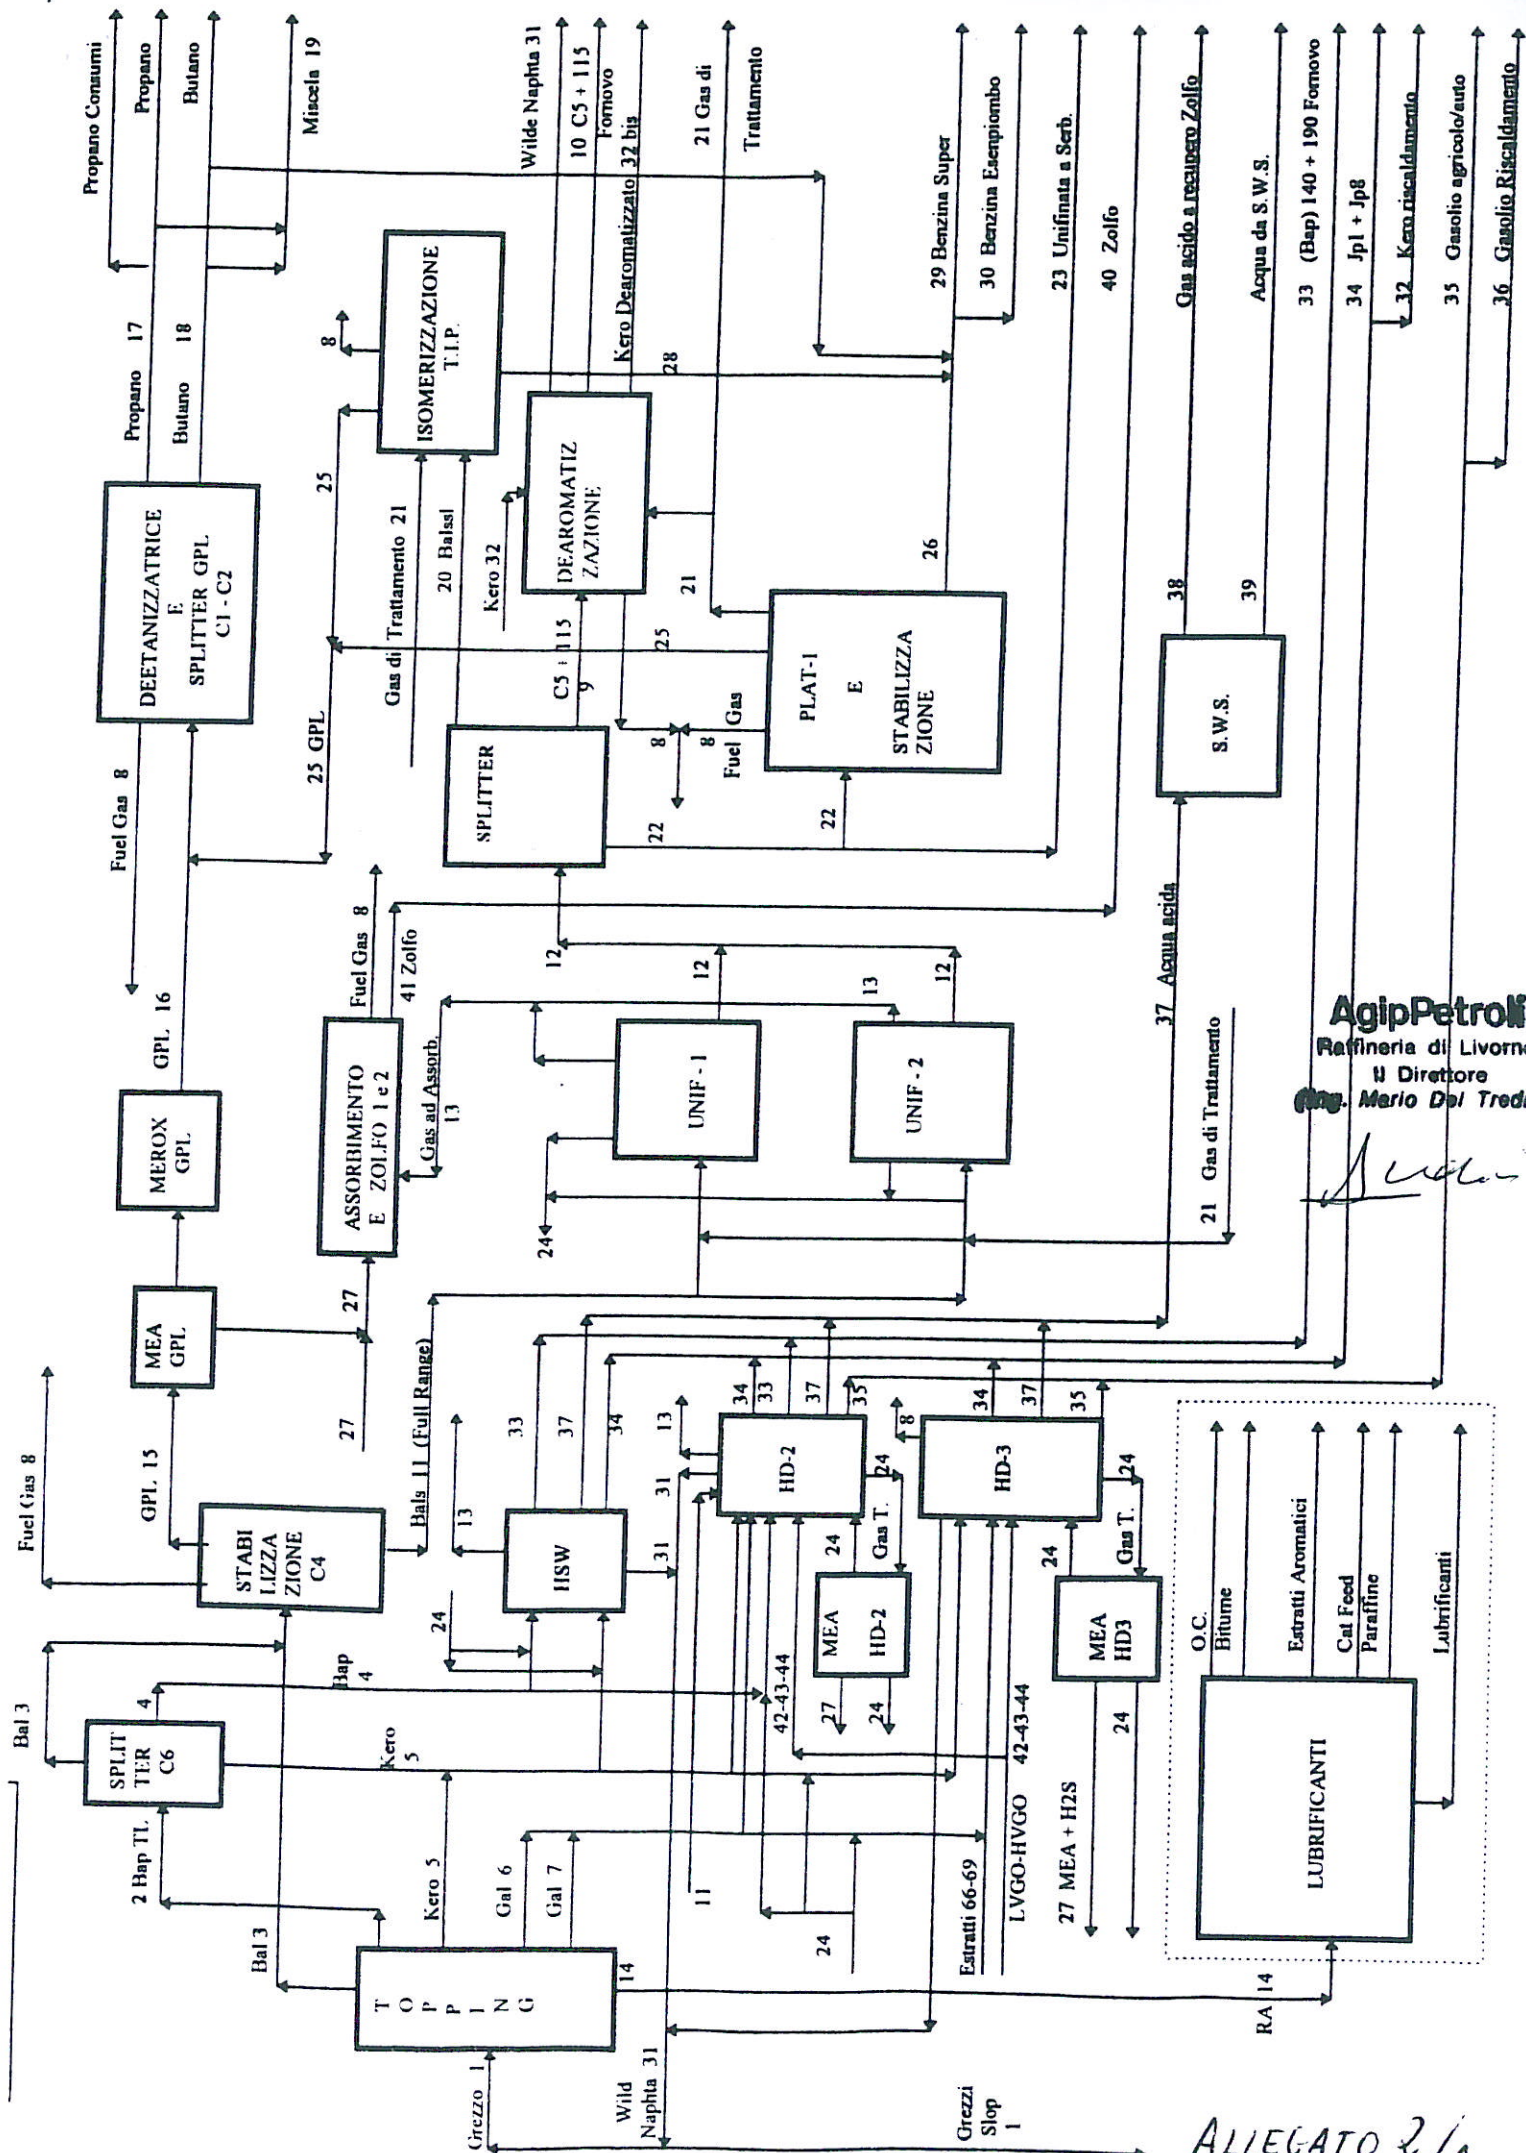 Grezzo 1
Wild
Naphta 31
Grezzi
Slop
1
TOPPING
14
RA 14
Bal 3
2 Bap TL
Kero 5
Gal 6
Gal 7
11
24
Estratti 66-69
LVGO-HVGO
42-43-44
27 MEA + H2S
24
Bal 3
SPLIT
TER
C6
4
Bap
4
Kero
5
24
42-43-44
27
24
Fuel Gas 8
STABI
LIZZA
ZIONE
C4
GPL 15
Bals 11 (Full Range)
13
HSW
31
33
37
34
MEA
HD-2
24
Gas T.
24
31
13
HD-2
34
33
37
35
MEA
HD3
24
Gas T.
24
8
HD-3
34
37
35
LUBRIFICANTI
O.C.
Bitume
Estratti Aromatici
Cat Feed
Paraffine
Lubrificanti
MEA
GPL
27
27
MEROX
GPL
GPL 16
ASSORBIMENTO
E ZOLFO 1 e 2
Gas ad Assorb.
13
Fuel Gas 8
41 Zolfo
24
UNIF - 1
12
UNIF - 2
13
12
12
21 Gas di Trattamento
37 Acqua acida
Fuel Gas 8
25 GPL
DEETANIZZATRICE
E
SPLITTER GPL
C1 - C2
Propano 17
Butano 18
Propano Consumi
Propano
Butano
Miscela 19
25
Gas di Trattamento 21
20 Balssl
8
ISOMERIZZAZIONE
T.I.P.
28
SPLITTER
C5 + 115
9
Kero 32
DEAROMATIZ
ZAZIONE
Wilde Naphta 31
10 C5 + 115
Fornovo
Kero Dearomatizzato 32 bis
22
22
8
8
Fuel Gas
25
21
PLAT-1
E
STABILIZZA
ZIONE
26
21 Gas di
Trattamento
29 Benzina Super
30 Benzina Esenpiombo
23 Unifinata a Serb.
40 Zolfo
S.W.S.
38
39
Gas acido a recupero Zolfo
Acqua da S.W.S.
33 (Bap) 140 + 190 Fornovo
34 Jp1 + Jp8
32 Kero riscaldamento
35 Gasolio agricolo/auto
36 Gasolio Riscaldamento
AgipPetroli
Raffineria di Livorno
Il Direttore
(Ing. Mario Dal Tred
ALLEGATO 2/